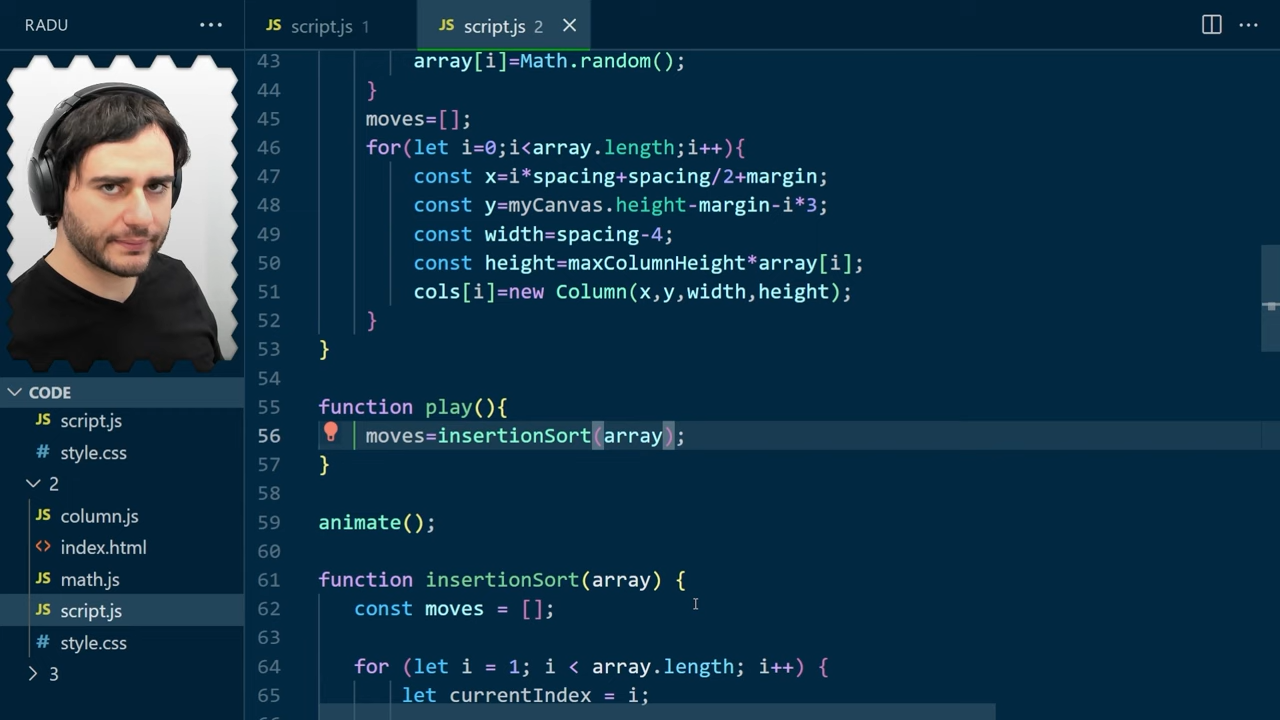 RADU
script.js 1
script.js 2
43 array[i]=Math.random();
44 }
45 moves=[];
46 for(let i=0;i<array.length;i++){
47 const x=i*spacing+spacing/2+margin;
48 const y=myCanvas.height-margin-i*3;
49 const width=spacing-4;
50 const height=maxColumnHeight*array[i];
51 cols[i]=new Column(x,y,width,height);
52 }
53 }
54
55 function play(){
56 moves=insertionSort(array);
57 }
58
59 animate();
60
61 function insertionSort(array) {
62 const moves = [];
63
64 for (let i = 1; i < array.length; i++) {
65 let currentIndex = i;
CODE
JS script.js
# style.css
2
JS column.js
<> index.html
JS math.js
JS script.js
# style.css
3